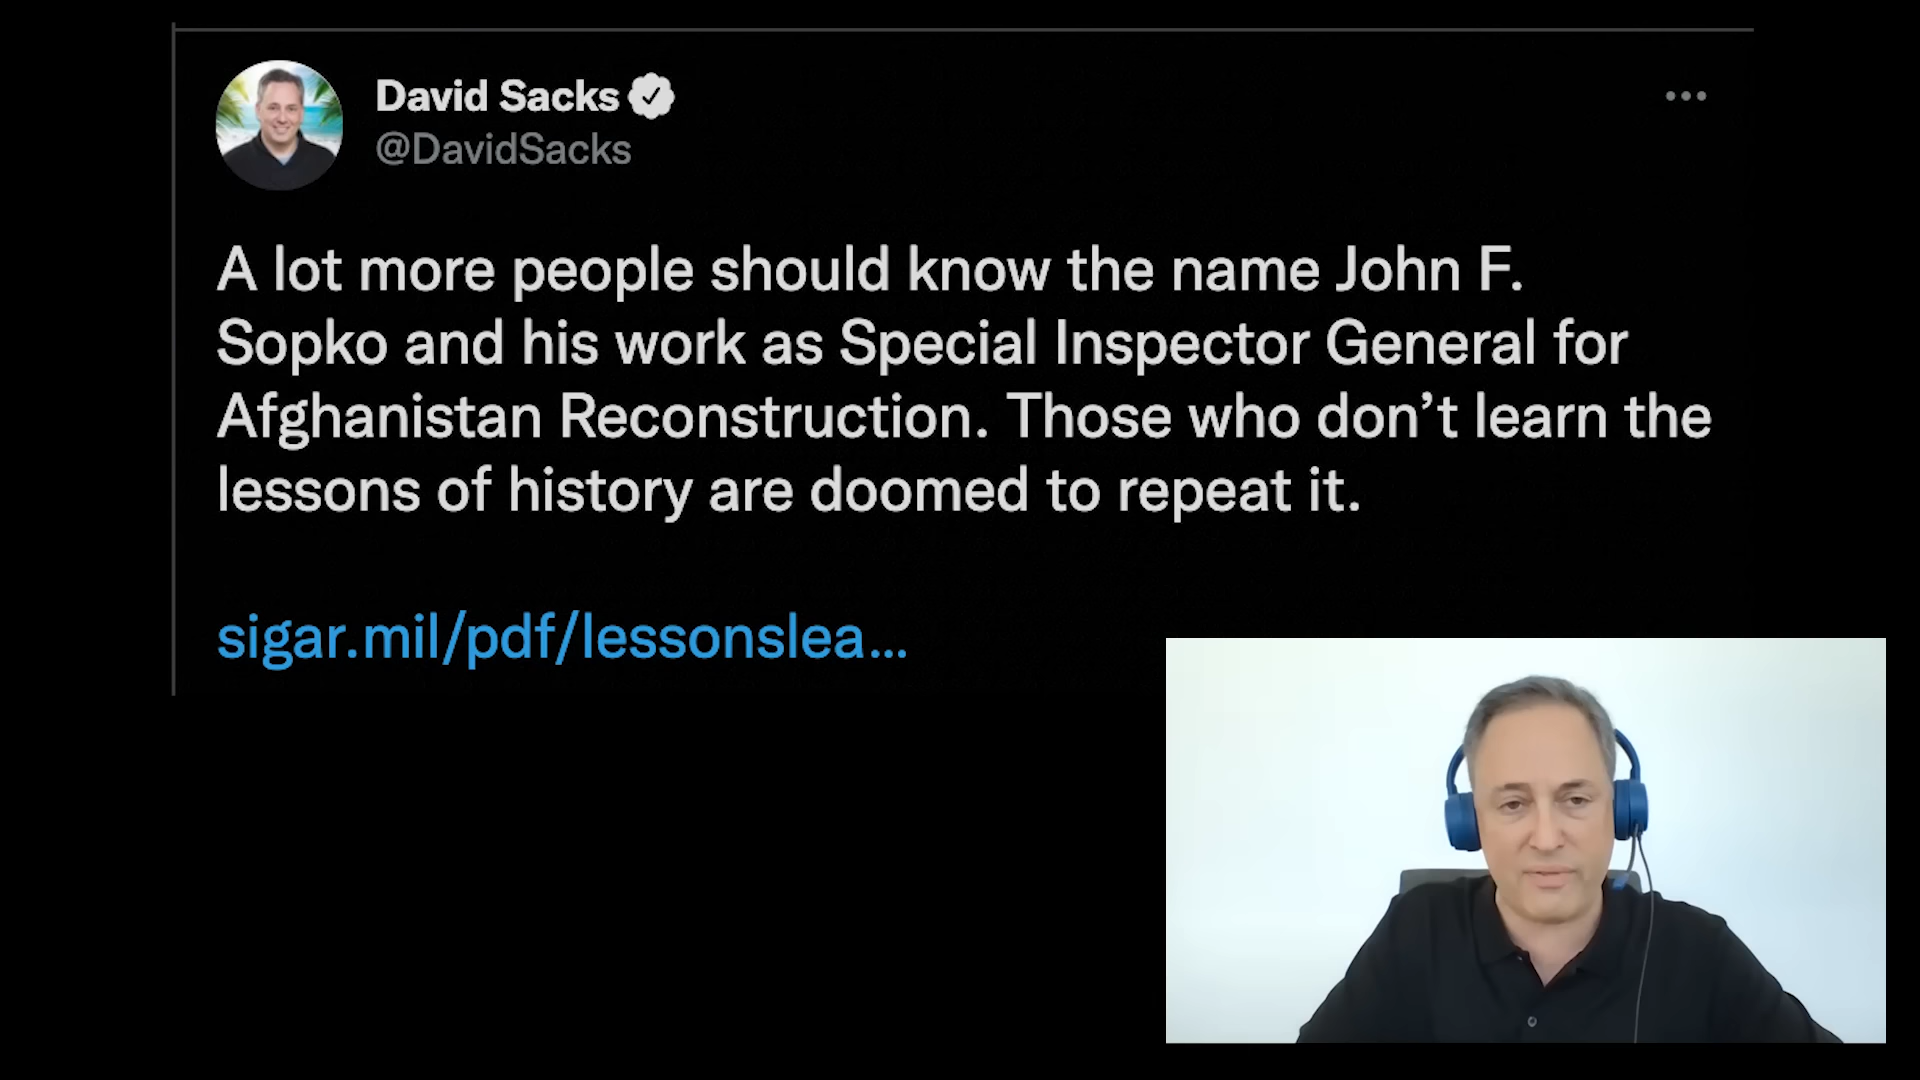 David Sacks
@DavidSacks
A lot more people should know the name John F.
Sopko and his work as Special Inspector General for
Afghanistan Reconstruction. Those who don’t learn the
lessons of history are doomed to repeat it.
sigar.mil/pdf/lessonslea...